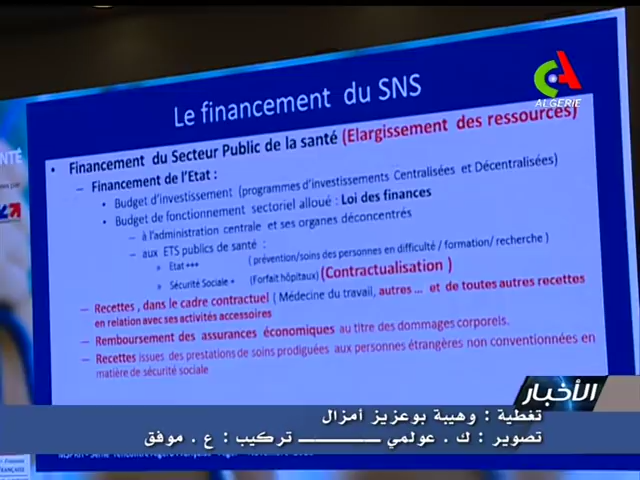 ALGERIE
Le financement du SNS
• Financement du Secteur Public de la santé (Elargissement des ressources)
– Financement de l'Etat :
• Budget d'investissement (programmes d'investissements Centralisées et Décentralisées)
• Budget de fonctionnement sectoriel alloué : Loi des finances
– à l'administration centrale et ses organes déconcentrés
– aux ETS publics de santé :
» Etat +++ ( prévention/soins des personnen en difficulté / formation/ recherche )
» Sécurité Sociale + (Forfait hôpitaux) (Contractualisation )
– Recettes , dans le cadre contractuel ( Médecine du travail, autres ... et de toutes autres recettes
en relation avec ses activités accessoires
– Remboursement des assurances économiques au titre des dommages corporels.
– Recettes issues des prestations de soins prodiguées aux personnes étrangères non conventionnées en
matière de sécurité sociale
الأخبار
تغطية : وهيبة بوعزيز أمزال
تصوير : ك . عولمي ـــــــــــ تركيب : ع . موفق
FRANÇAISE